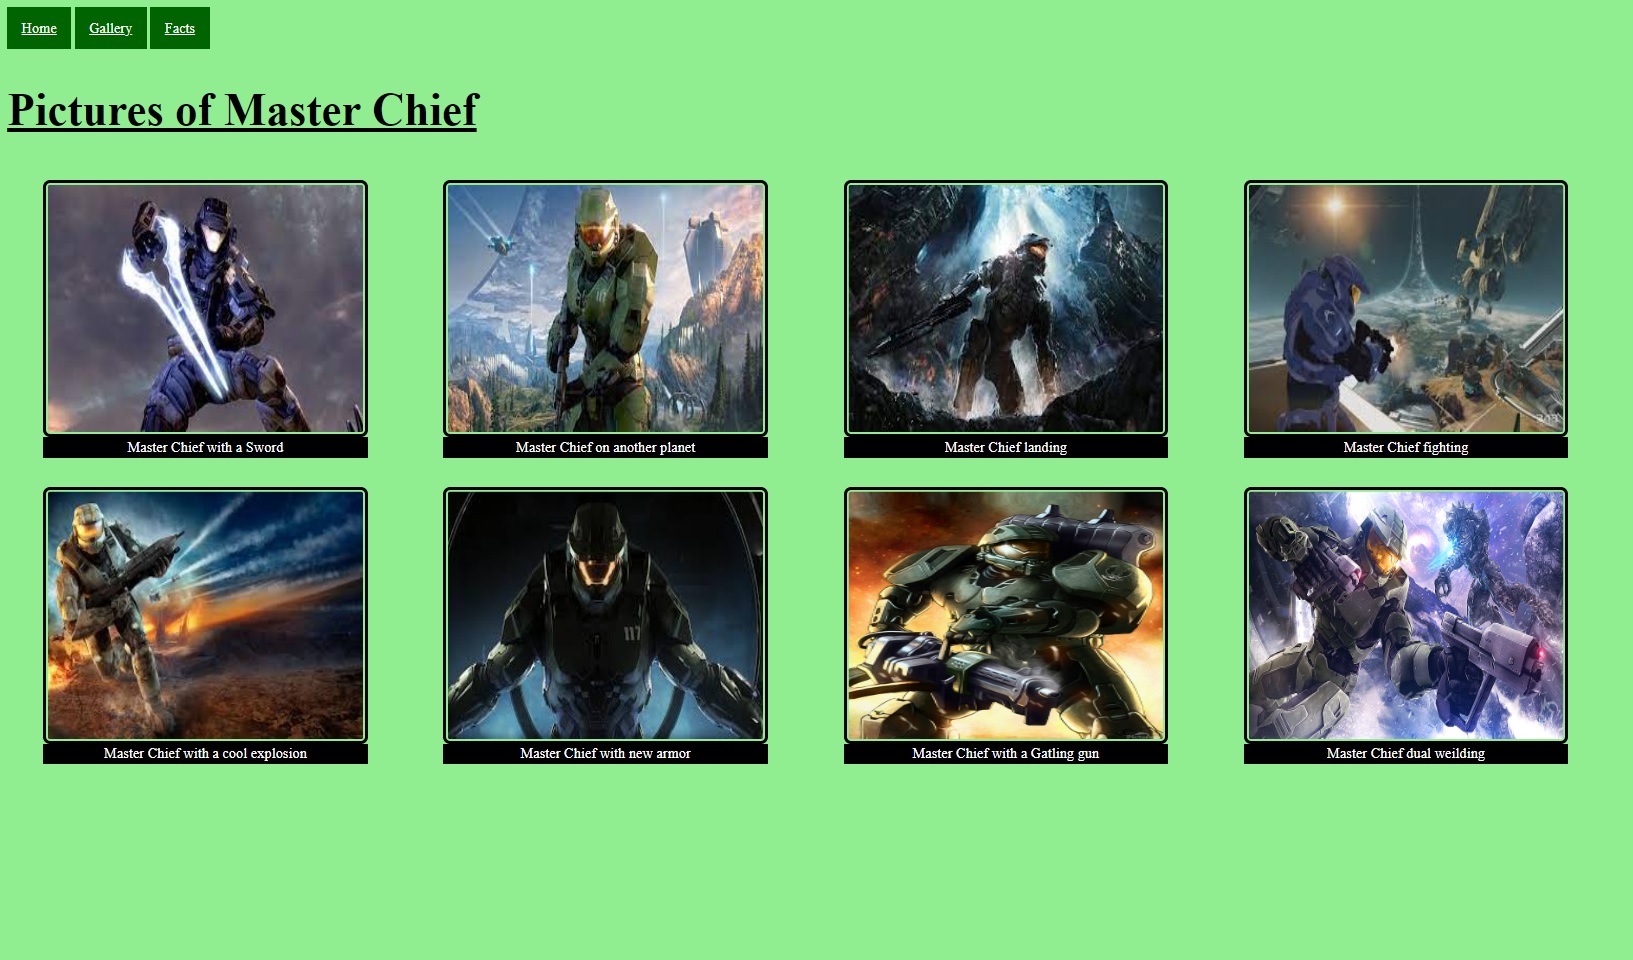 Home Gallery Facts
Pictures of Master Chief
Master Chief with a Sword
Master Chief on another planet
Master Chief landing
343
Master Chief fighting
117
Master Chief with a cool explosion
Master Chief with new armor
Master Chief with a Gatling gun
Master Chief dual weilding